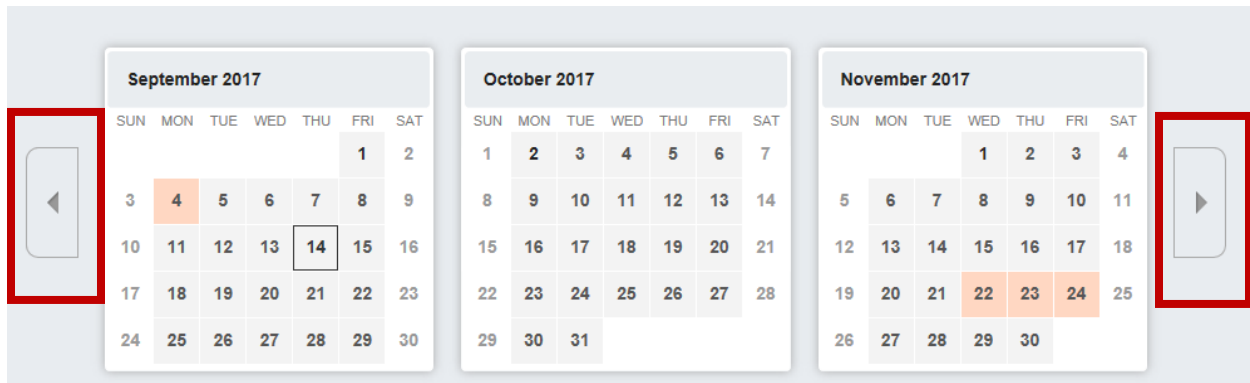 September 2017
SUN MON TUE WED THU FRI SAT
1 2
3 4 5 6 7 8 9
10 11 12 13 14 15 16
17 18 19 20 21 22 23
24 25 26 27 28 29 30
October 2017
SUN MON TUE WED THU FRI SAT
1 2 3 4 5 6 7
8 9 10 11 12 13 14
15 16 17 18 19 20 21
22 23 24 25 26 27 28
29 30 31
November 2017
SUN MON TUE WED THU FRI SAT
1 2 3 4
5 6 7 8 9 10 11
12 13 14 15 16 17 18
19 20 21 22 23 24 25
26 27 28 29 30